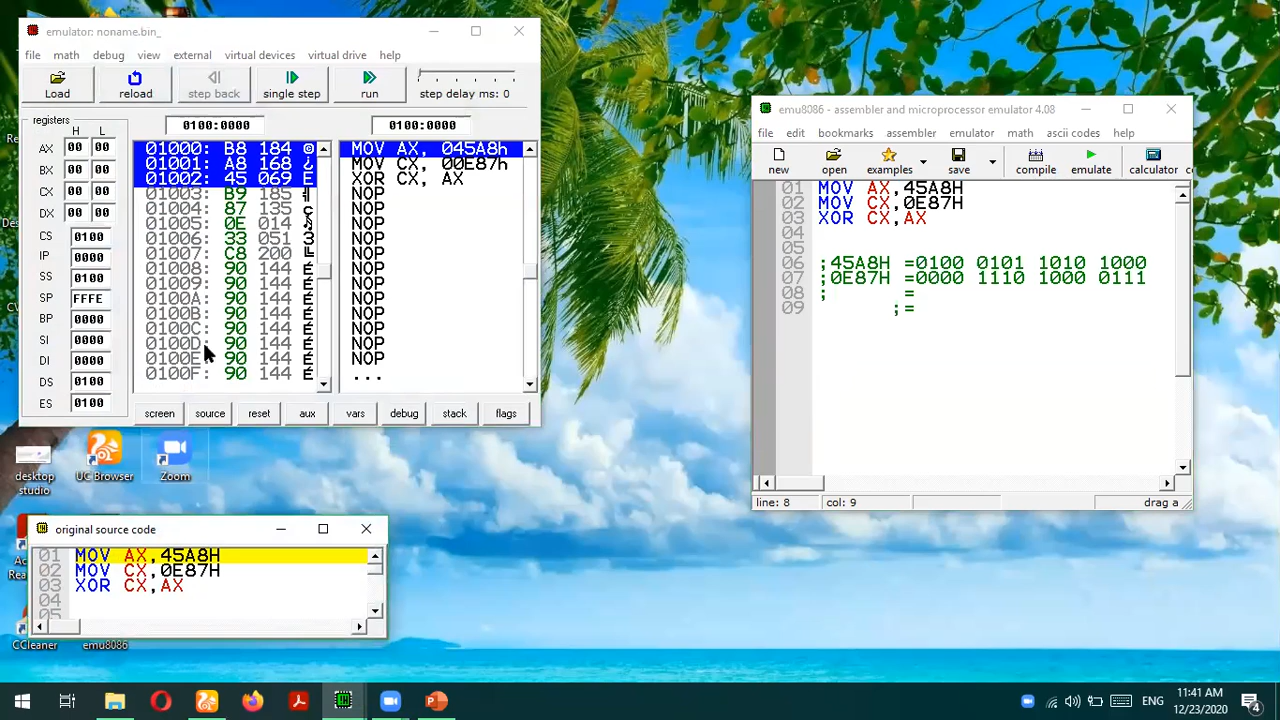 emulator: noname.bin_
file math debug view external virtual devices virtual drive help
Load reload step back single step run step delay ms: 0
registers
H L
AX 00 00
BX 00 00
CX 00 00
DX 00 00
CS 0100
IP 0000
SS 0100
SP FFFE
BP 0000
SI 0000
DI 0000
DS 0100
ES 0100
0100:0000 0100:0000
01000: B8 184
01001: A8 168 ¿
01002: 45 069 E
01003: B9 185 ╣
01004: 87 135 ç
01005: 0E 014
01006: 33 051 3
01007: C8 200 ╚
01008: 90 144 É
01009: 90 144 É
0100A: 90 144 É
0100B: 90 144 É
0100C: 90 144 É
0100D: 90 144 É
0100E: 90 144 É
0100F: 90 144 É
MOV AX, 045A8h
MOV CX, 00E87h
XOR CX, AX
NOP
NOP
NOP
NOP
NOP
NOP
NOP
NOP
NOP
NOP
NOP
NOP
...
screen source reset aux vars debug stack flags
emu8086 - assembler and microprocessor emulator 4.08
file edit bookmarks assembler emulator math ascii codes help
new open examples save compile emulate calculator
01 MOV AX,45A8H
02 MOV CX,0E87H
03 XOR CX,AX
04
05
06 ;45A8H =0100 0101 1010 1000
07 ;0E87H =0000 1110 1000 0111
08 ; =
09 ;=
line: 8 col: 9 drag a
desktop studio
UC Browser
Zoom
original source code
01 MOV AX,45A8H
02 MOV CX,0E87H
03 XOR CX,AX
04
05
CCleaner
emu8086
ENG
11:41 AM
12/23/2020
4